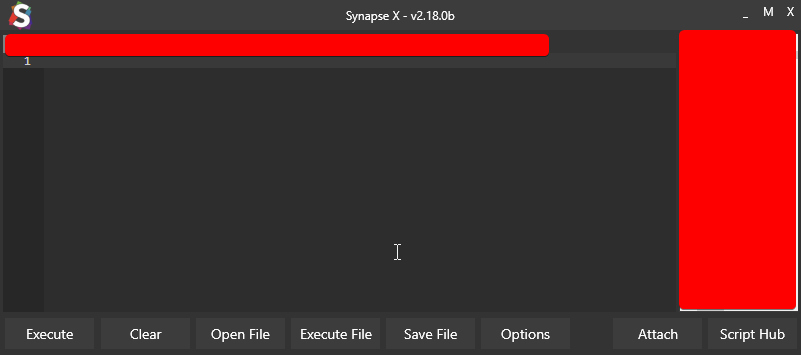 S Synapse X - v2.18.0b _ M X
1
Execute Clear Open File Execute File Save File Options Attach Script Hub